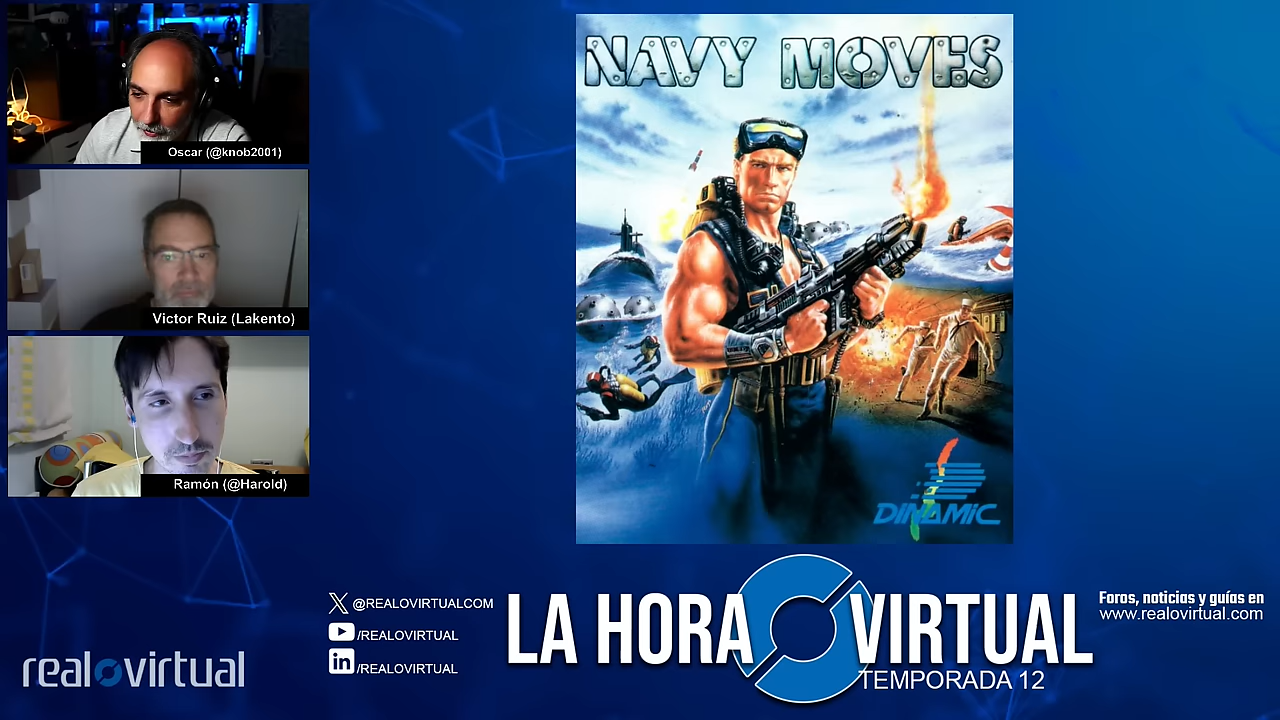 Oscar (@knob2001)
Victor Ruiz (Lakento)
Ramón (@Harold)
NAVY MOVES
DINAMIC
@REALOVIRTUALCOM
/REALOVIRTUAL
in /REALOVIRTUAL
LA HORA VIRTUAL
TEMPORADA 12
Foros, noticias y guías en
www.realovirtual.com
realovirtual